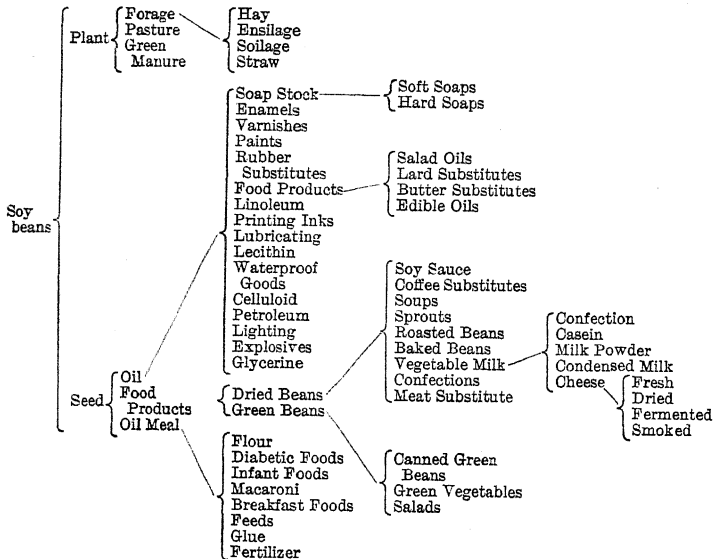 Soy
beans
Plant
Forage
Pasture
Green
Manure
Hay
Ensilage
Soilage
Straw
Seed
Oil
Food
Products
Oil Meal
Soap Stock
Enamels
Varnishes
Paints
Rubber
Substitutes
Food Products
Linoleum
Printing Inks
Lubricating
Lecithin
Waterproof
Goods
Celluloid
Petroleum
Lighting
Explosives
Glycerine
Soft Soaps
Hard Soaps
Salad Oils
Lard Substitutes
Butter Substitutes
Edible Oils
Dried Beans
Green Beans
Soy Sauce
Coffee Substitutes
Soups
Sprouts
Roasted Beans
Baked Beans
Vegetable Milk
Confections
Meat Substitute
Confection
Casein
Milk Powder
Condensed Milk
Cheese
Fresh
Dried
Fermented
Smoked
Canned Green
Beans
Green Vegetables
Salads
Flour
Diabetic Foods
Infant Foods
Macaroni
Breakfast Foods
Feeds
Glue
Fertilizer